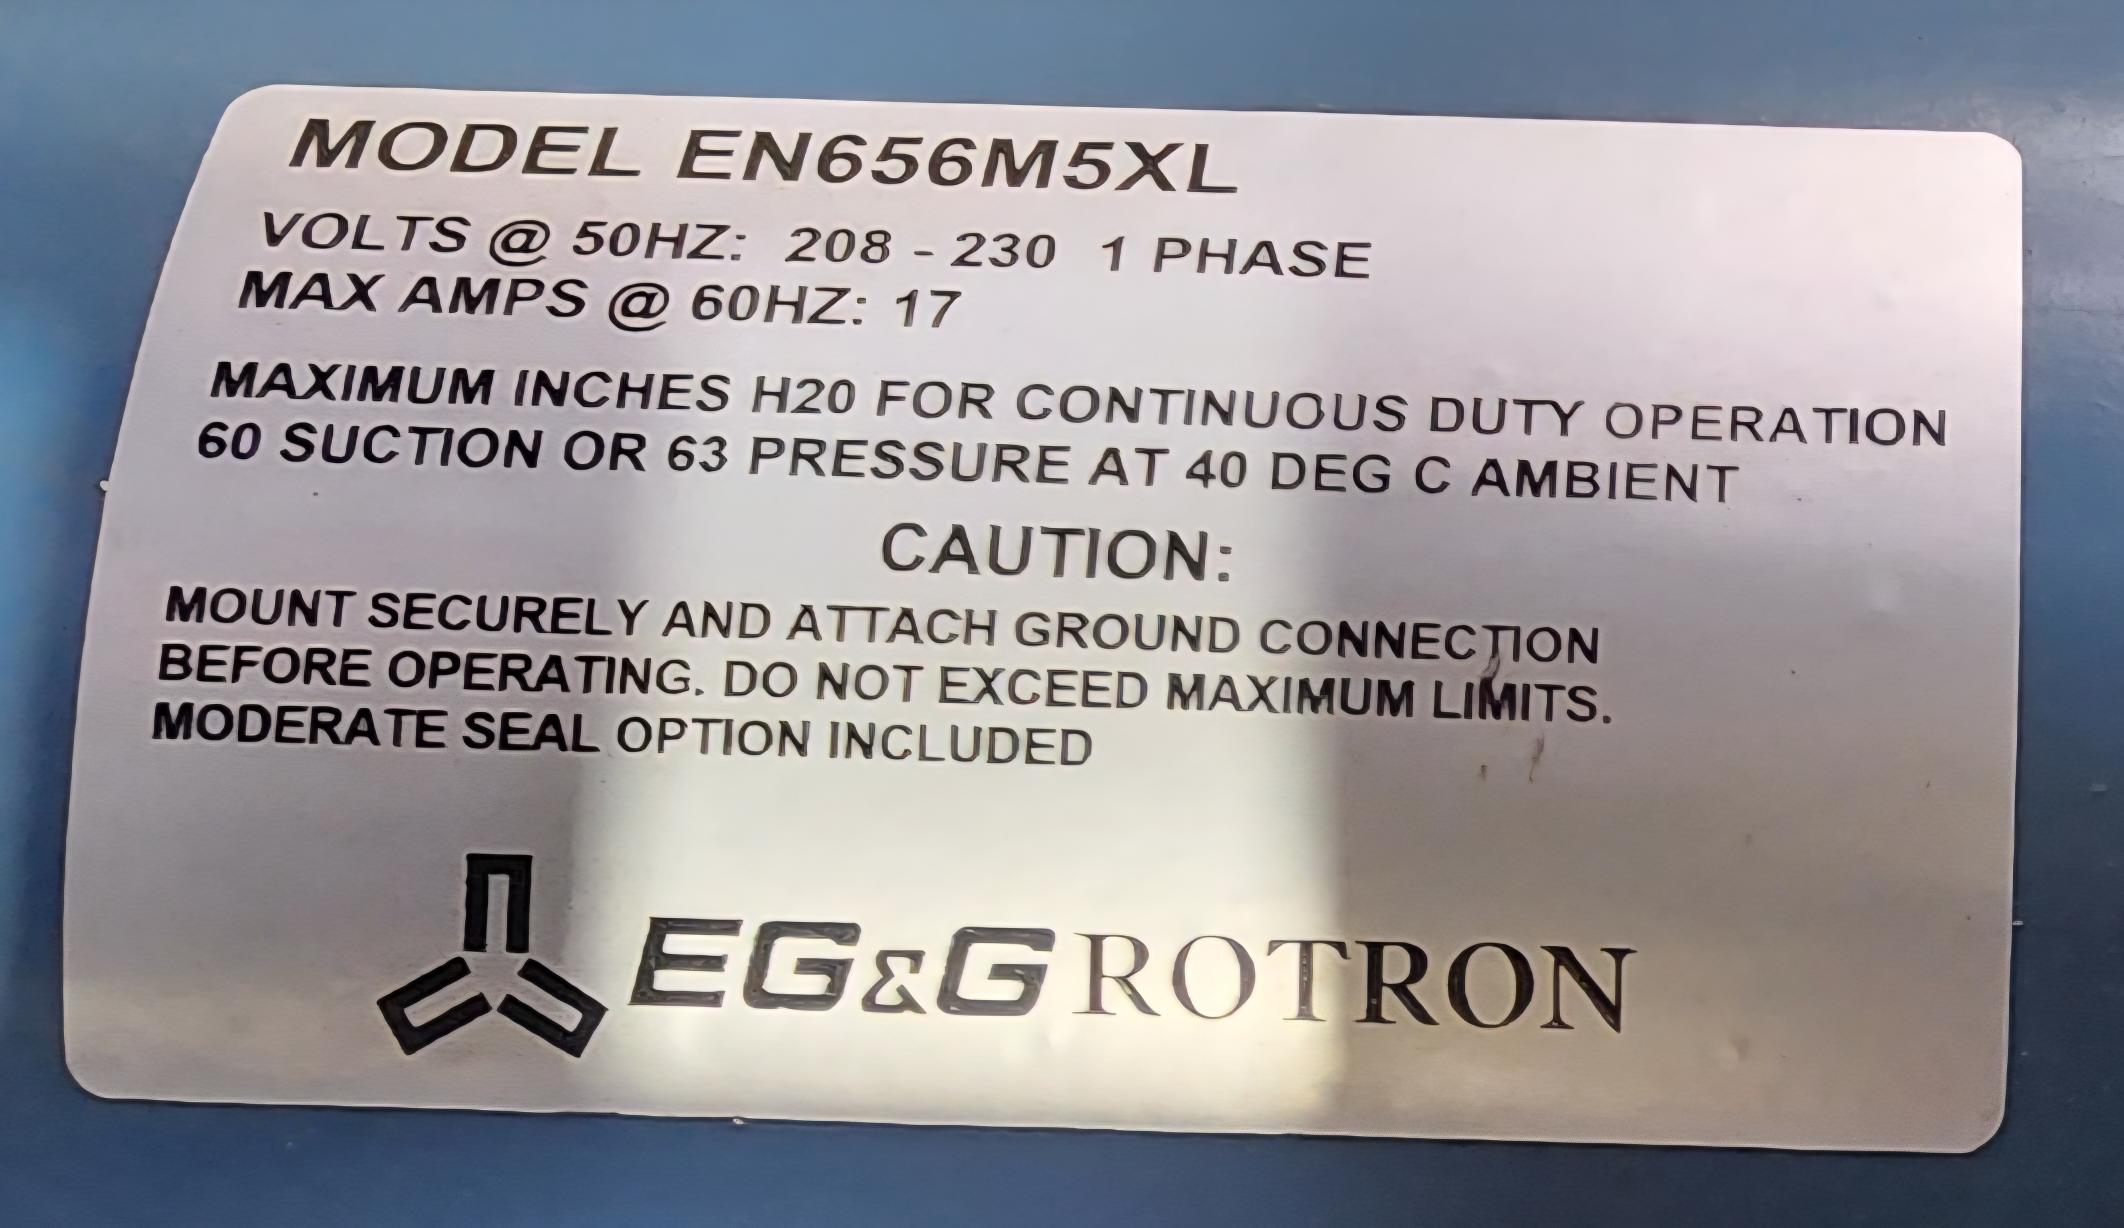 MODEL EN656M5XL
VOLTS @ 50HZ: 208 - 230 1 PHASE
MAX AMPS @ 60HZ: 17
MAXIMUM INCHES H20 FOR CONTINUOUS DUTY OPERATION
60 SUCTION OR 63 PRESSURE AT 40 DEG C AMBIENT
CAUTION:
MOUNT SECURELY AND ATTACH GROUND CONNECTION
BEFORE OPERATING. DO NOT EXCEED MAXIMUM LIMITS.
MODERATE SEAL OPTION INCLUDED
EG&G ROTRON